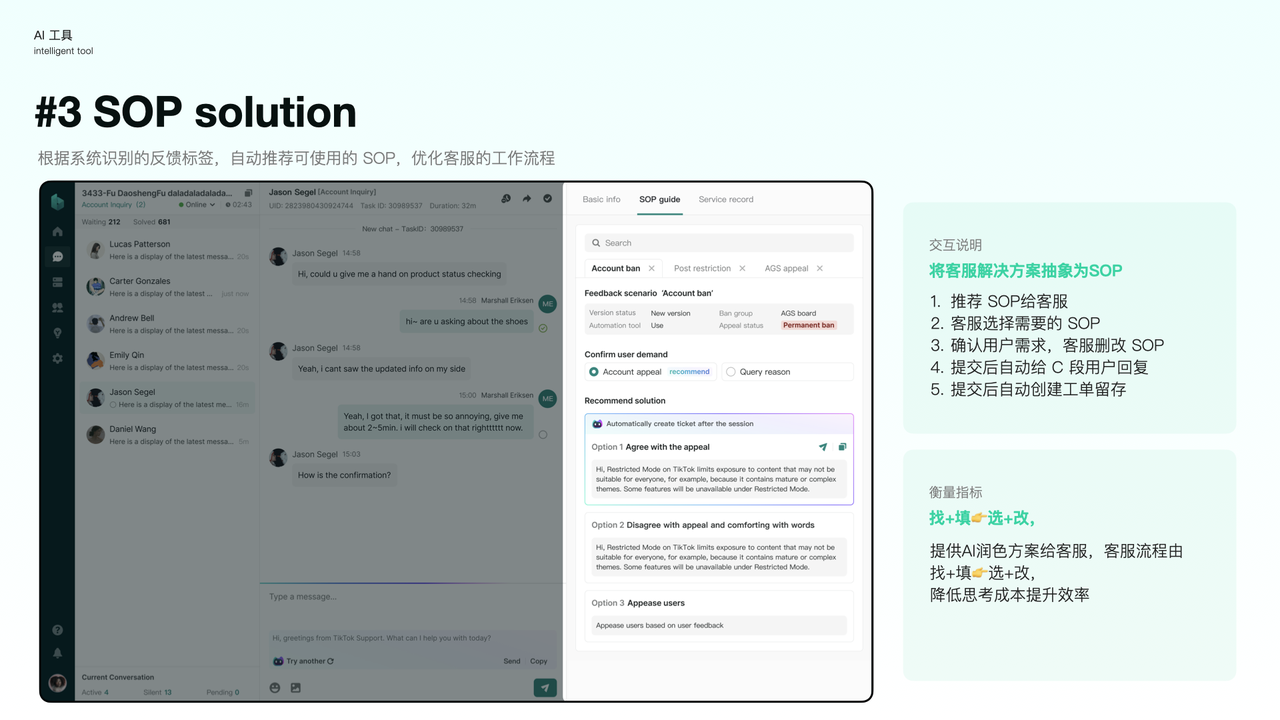 AI 工具
intelligent tool
#3 SOP solution
根据系统识别的反馈标签，自动推荐可使用的 SOP，优化客服的工作流程
3433-Fu DaoshengFu daladaladalada...
Account Inquiry (2)
Online
02:43
Waiting 212 Solved 681
Lucas Patterson
Here is a display of the latest messa... 20s
Carter Gonzales
Here is a display of the latest ... just now
Andrew Bell
Here is a display of the latest messa... 20s
Emily Qin
Here is a display of the latest messa... 20s
Jason Segel
Here is a display of the latest me... 16m
Daniel Wang
Here is a display of the latest messa... 5m
Current Conversation
Active 4 Silent 13 Pending 0
Jason Segel [Account Inquiry]
UID: 2823980430924744 Task ID: 30989537 Duration: 32m
New chat – TaskID: 30989537
Jason Segel 14:58
Hi, could u give me a hand on product status checking
14:58 Marshall Eriksen
ME
hi~ are u asking about the shoes
Jason Segel 14:58
Yeah, i cant saw the updated info on my side
15:00 Marshall Eriksen
ME
Yeah, I got that, it must be so annoying, give me
about 2~5min. i will check on that rightttttt now.
Jason Segel 15:03
How is the confirmation?
Type a message...
Hi, greetings from TikTok Support. What can I help you with today?
Try another
Send Copy
Basic info SOP guide Service record
Search
Account ban Post restriction AGS appeal
Feedback scenario 'Account ban'
Version status New version Ban group AGS board
Automation tool Use Appeal status Permanent ban
Confirm user demand
Account appeal recommend Query reason
Recommend solution
Automatically create ticket after the session
Option 1 Agree with the appeal
Hi, Restricted Mode on TikTok limits exposure to content that may not be
suitable for everyone, for example, because it contains mature or complex
themes. Some features will be unavailable under Restricted Mode.
Option 2 Disagree with appeal and comforting with words
Hi, Restricted Mode on TikTok limits exposure to content that may not be
suitable for everyone, for example, because it contains mature or complex
themes. Some features will be unavailable under Restricted Mode.
Option 3 Appease users
Appease users based on user feedback
交互说明
将客服解决方案抽象为SOP
1. 推荐 SOP给客服
2. 客服选择需要的 SOP
3. 确认用户需求，客服删改 SOP
4. 提交后自动给 C 段用户回复
5. 提交后自动创建工单留存
衡量指标
找+填👉选+改，
提供AI润色方案给客服，客服流程由
找+填👉选+改，
降低思考成本提升效率